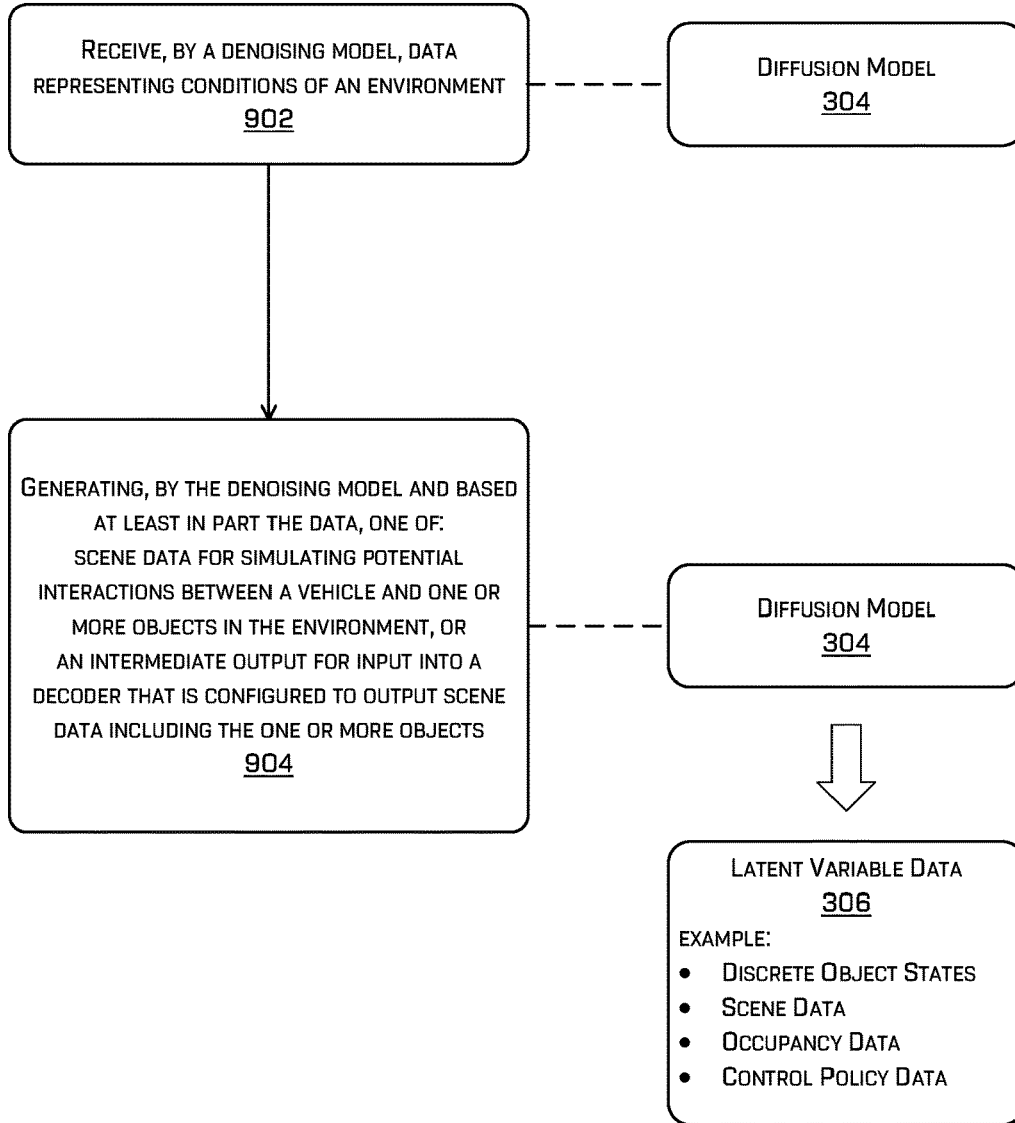 RECEIVE, BY A DENOISING MODEL, DATA
REPRESENTING CONDITIONS OF AN ENVIRONMENT
902
DIFFUSION MODEL
304
GENERATING, BY THE DENOISING MODEL AND BASED
AT LEAST IN PART THE DATA, ONE OF:
SCENE DATA FOR SIMULATING POTENTIAL
INTERACTIONS BETWEEN A VEHICLE AND ONE OR
MORE OBJECTS IN THE ENVIRONMENT, OR
AN INTERMEDIATE OUTPUT FOR INPUT INTO A
DECODER THAT IS CONFIGURED TO OUTPUT SCENE
DATA INCLUDING THE ONE OR MORE OBJECTS
904
DIFFUSION MODEL
304
LATENT VARIABLE DATA
306
EXAMPLE:
• DISCRETE OBJECT STATES
• SCENE DATA
• OCCUPANCY DATA
• CONTROL POLICY DATA